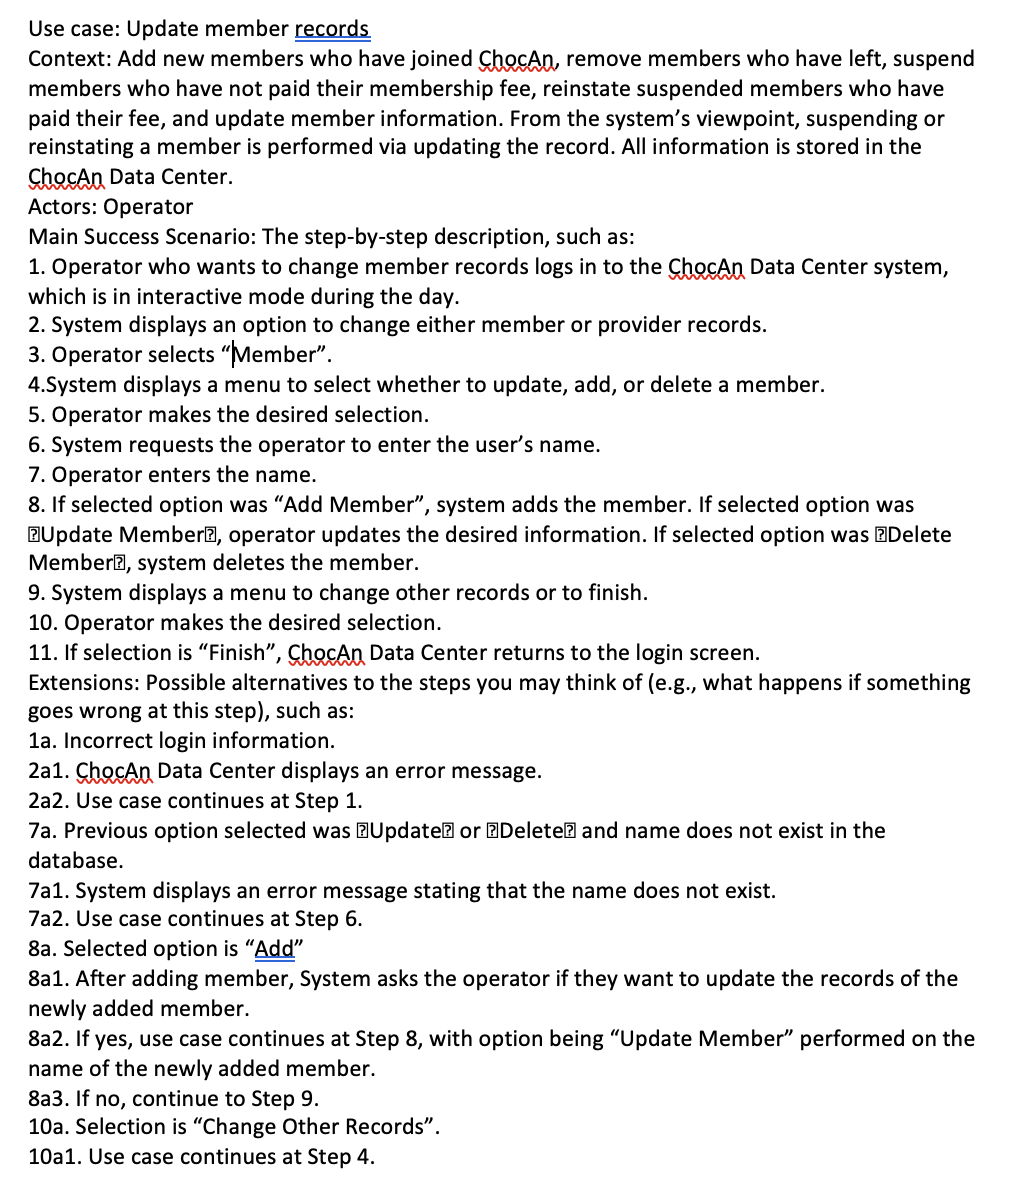 Use case: Update member records
Context: Add new members who have joined ChocAn, remove members who have left, suspend
members who have not paid their membership fee, reinstate suspended members who have
paid their fee, and update member information. From the system’s viewpoint, suspending or
reinstating a member is performed via updating the record. All information is stored in the
ChocAn Data Center.
Actors: Operator
Main Success Scenario: The step-by-step description, such as:
1. Operator who wants to change member records logs in to the ChocAn Data Center system,
which is in interactive mode during the day.
2. System displays an option to change either member or provider records.
3. Operator selects “Member”.
4.System displays a menu to select whether to update, add, or delete a member.
5. Operator makes the desired selection.
6. System requests the operator to enter the user’s name.
7. Operator enters the name.
8. If selected option was “Add Member”, system adds the member. If selected option was
⍰Update Member⍰, operator updates the desired information. If selected option was ⍰Delete
Member⍰, system deletes the member.
9. System displays a menu to change other records or to finish.
10. Operator makes the desired selection.
11. If selection is “Finish”, ChocAn Data Center returns to the login screen.
Extensions: Possible alternatives to the steps you may think of (e.g., what happens if something
goes wrong at this step), such as:
1a. Incorrect login information.
2a1. ChocAn Data Center displays an error message.
2a2. Use case continues at Step 1.
7a. Previous option selected was ⍰Update⍰ or ⍰Delete⍰ and name does not exist in the
database.
7a1. System displays an error message stating that the name does not exist.
7a2. Use case continues at Step 6.
8a. Selected option is “Add”
8a1. After adding member, System asks the operator if they want to update the records of the
newly added member.
8a2. If yes, use case continues at Step 8, with option being “Update Member” performed on the
name of the newly added member.
8a3. If no, continue to Step 9.
10a. Selection is “Change Other Records”.
10a1. Use case continues at Step 4.